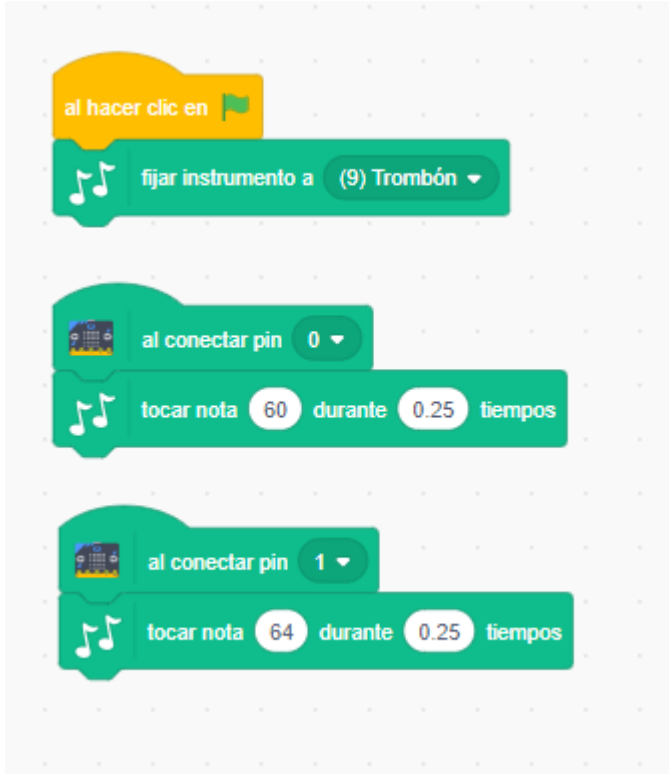 al hacer clic en
fijar instrumento a (9) Trombón
al conectar pin 0
tocar nota 60 durante 0.25 tiempos
al conectar pin 1
tocar nota 64 durante 0.25 tiempos